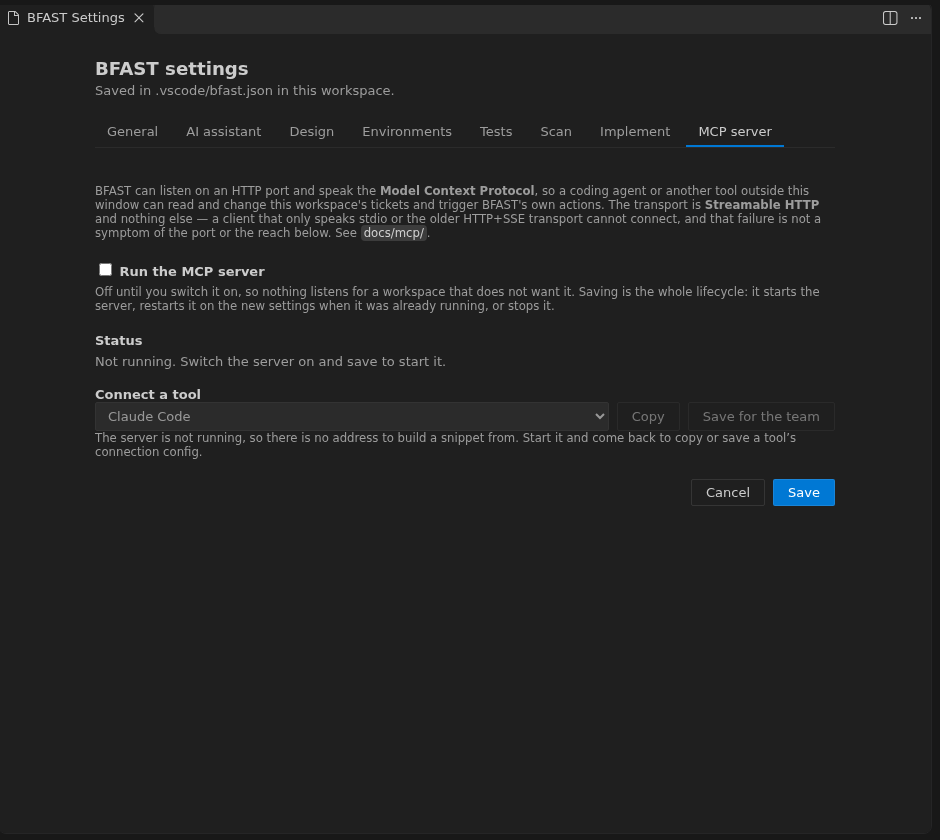 BFAST Settings
BFAST settings
Saved in .vscode/bfast.json in this workspace.
General AI assistant Design Environments Tests Scan Implement MCP server
BFAST can listen on an HTTP port and speak the Model Context Protocol, so a coding agent or another tool outside this
window can read and change this workspace's tickets and trigger BFAST's own actions. The transport is Streamable HTTP
and nothing else — a client that only speaks stdio or the older HTTP+SSE transport cannot connect, and that failure is not a
symptom of the port or the reach below. See docs/mcp/.
Run the MCP server
Off until you switch it on, so nothing listens for a workspace that does not want it. Saving is the whole lifecycle: it starts the
server, restarts it on the new settings when it was already running, or stops it.
Status
Not running. Switch the server on and save to start it.
Connect a tool
Claude Code Copy Save for the team
The server is not running, so there is no address to build a snippet from. Start it and come back to copy or save a tool’s
connection config.
Cancel Save